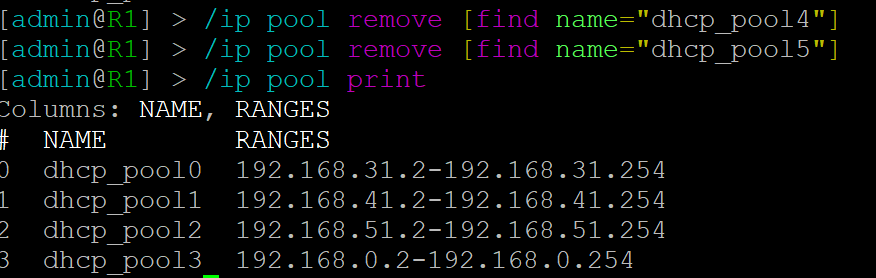 [admin@R1] > /ip pool remove [find name="dhcp_pool4"]
[admin@R1] > /ip pool remove [find name="dhcp_pool5"]
[admin@R1] > /ip pool print
Columns: NAME, RANGES
# NAME RANGES
0 dhcp_pool0 192.168.31.2-192.168.31.254
1 dhcp_pool1 192.168.41.2-192.168.41.254
2 dhcp_pool2 192.168.51.2-192.168.51.254
3 dhcp_pool3 192.168.0.2-192.168.0.254